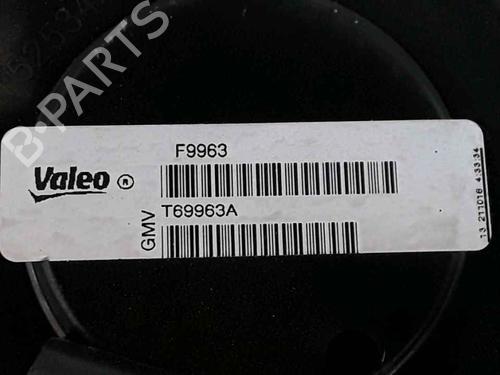 B-PARTS
F9963
Valeo ®
T69963A
GMV
13 211016 4:33:34